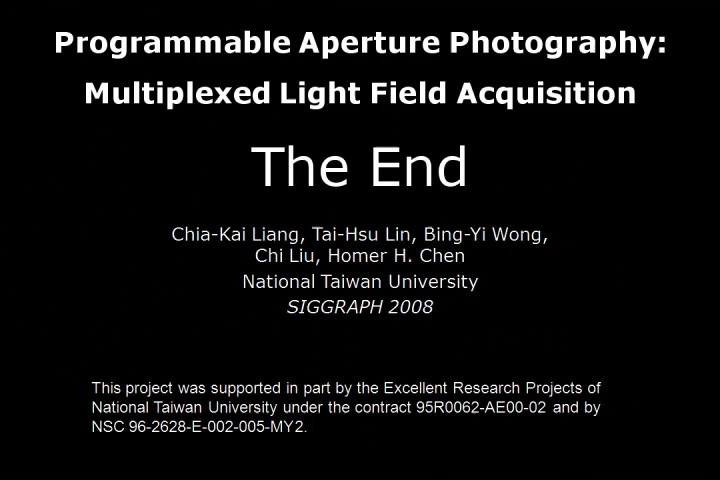 Programmable Aperture Photography:
Multiplexed Light Field Acquisition
The End
Chia-Kai Liang, Tai-Hsu Lin, Bing-Yi Wong,
Chi Liu, Homer H. Chen
National Taiwan University
SIGGRAPH 2008
This project was supported in part by the Excellent Research Projects of
National Taiwan University under the contract 95R0062-AE00-02 and by
NSC 96-2628-E-002-005-MY2.